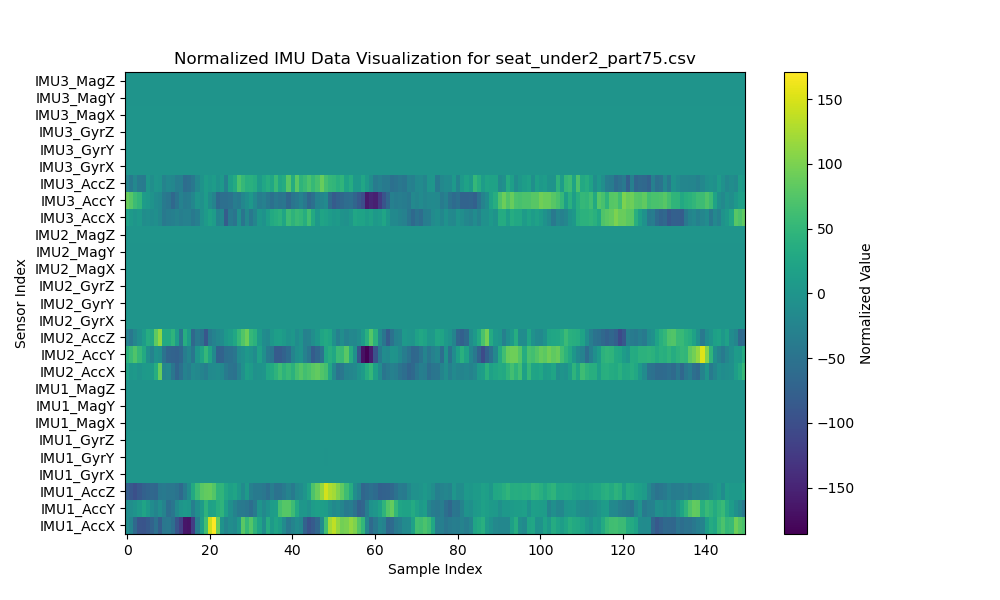 Normalized IMU Data Visualization for seat_under2_part75.csv
IMU3_MagZ
IMU3_MagY
IMU3_MagX
IMU3_GyrZ
IMU3_GyrY
IMU3_GyrX
IMU3_AccZ
IMU3_AccY
IMU3_AccX
IMU2_MagZ
IMU2_MagY
IMU2_MagX
IMU2_GyrZ
IMU2_GyrY
IMU2_GyrX
IMU2_AccZ
IMU2_AccY
IMU2_AccX
IMU1_MagZ
IMU1_MagY
IMU1_MagX
IMU1_GyrZ
IMU1_GyrY
IMU1_GyrX
IMU1_AccZ
IMU1_AccY
IMU1_AccX
Sensor Index
0 20 40 60 80 100 120 140
Sample Index
150
100
50
0
−50
−100
−150
Normalized Value